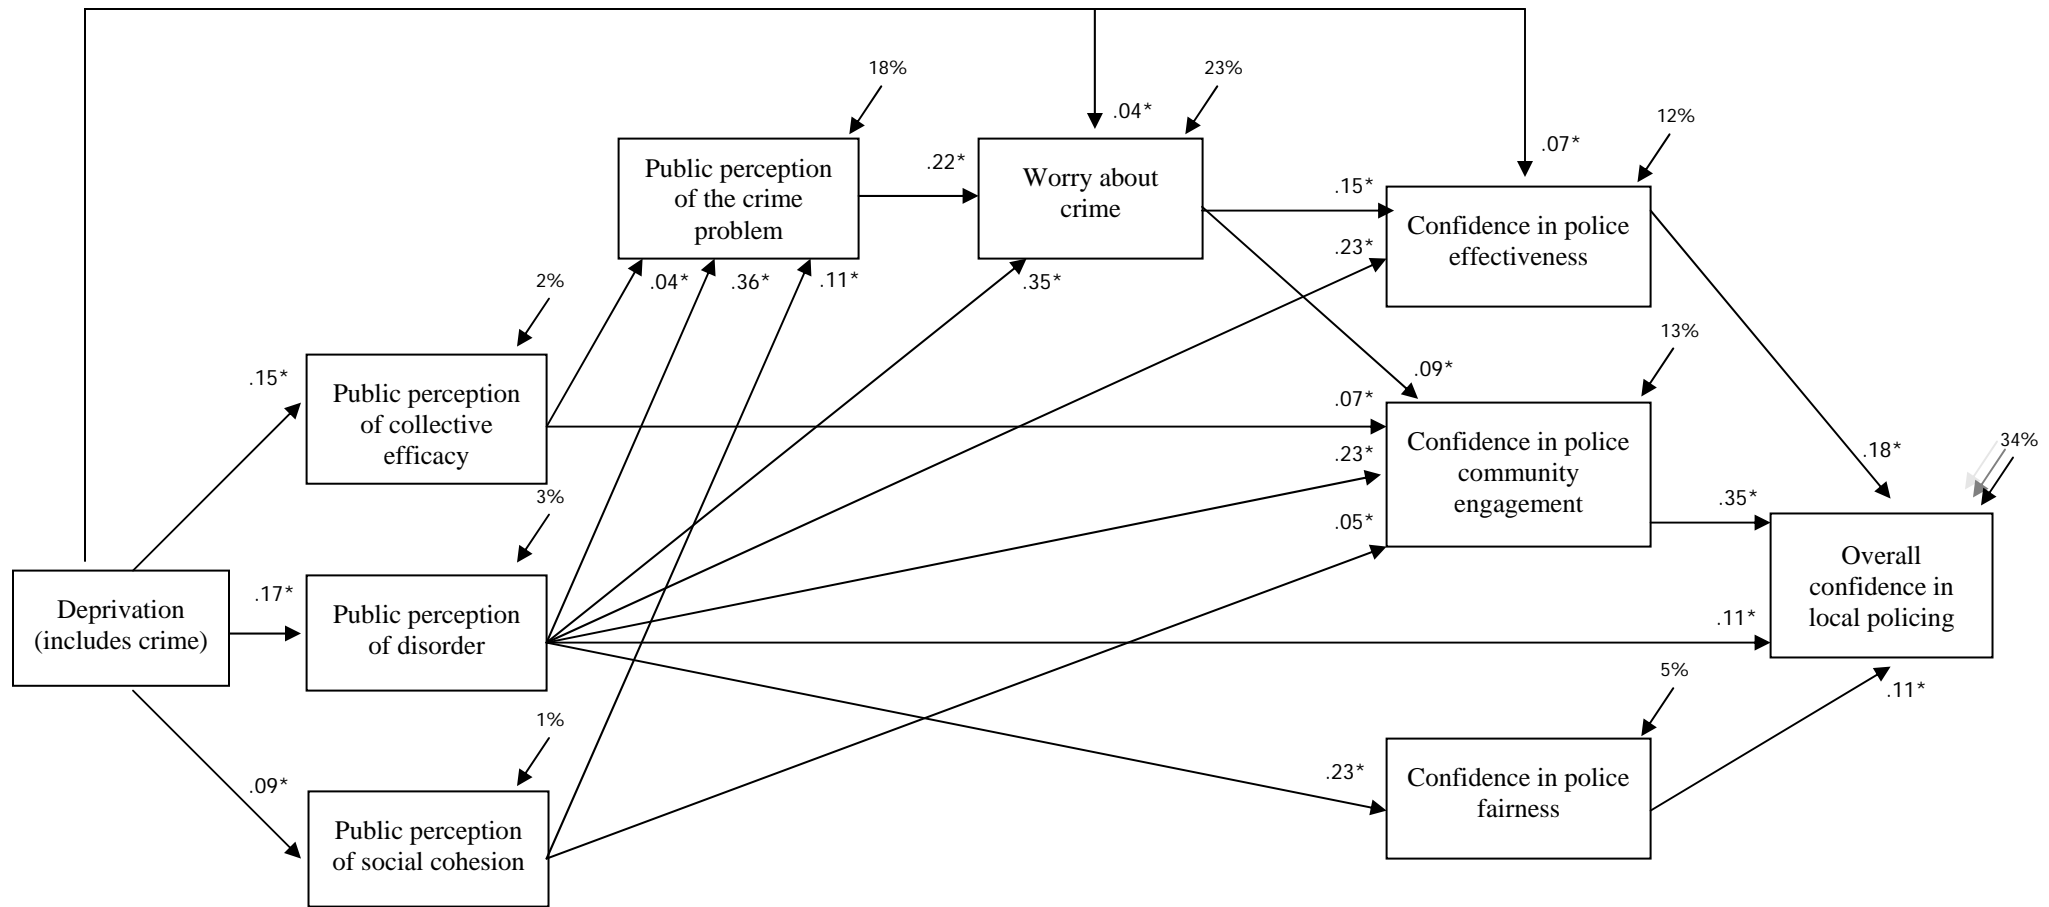 18%
23%
.04*
12%
.07*
Public perception
of the crime
problem
.22*
Worry about
crime
.15*
Confidence in police
effectiveness
.23*
.04*
.36*
.11*
.35*
2%
13%
.15*
Public perception
of collective
efficacy
.09*
.07*
Confidence in police
community
engagement
.23*
.05*
.18*
34%
.35*
3%
Deprivation
(includes crime)
.17*
Public perception
of disorder
Overall
confidence in
local policing
.11*
5%
.11*
1%
.09*
Public perception
of social cohesion
.23*
Confidence in police
fairness